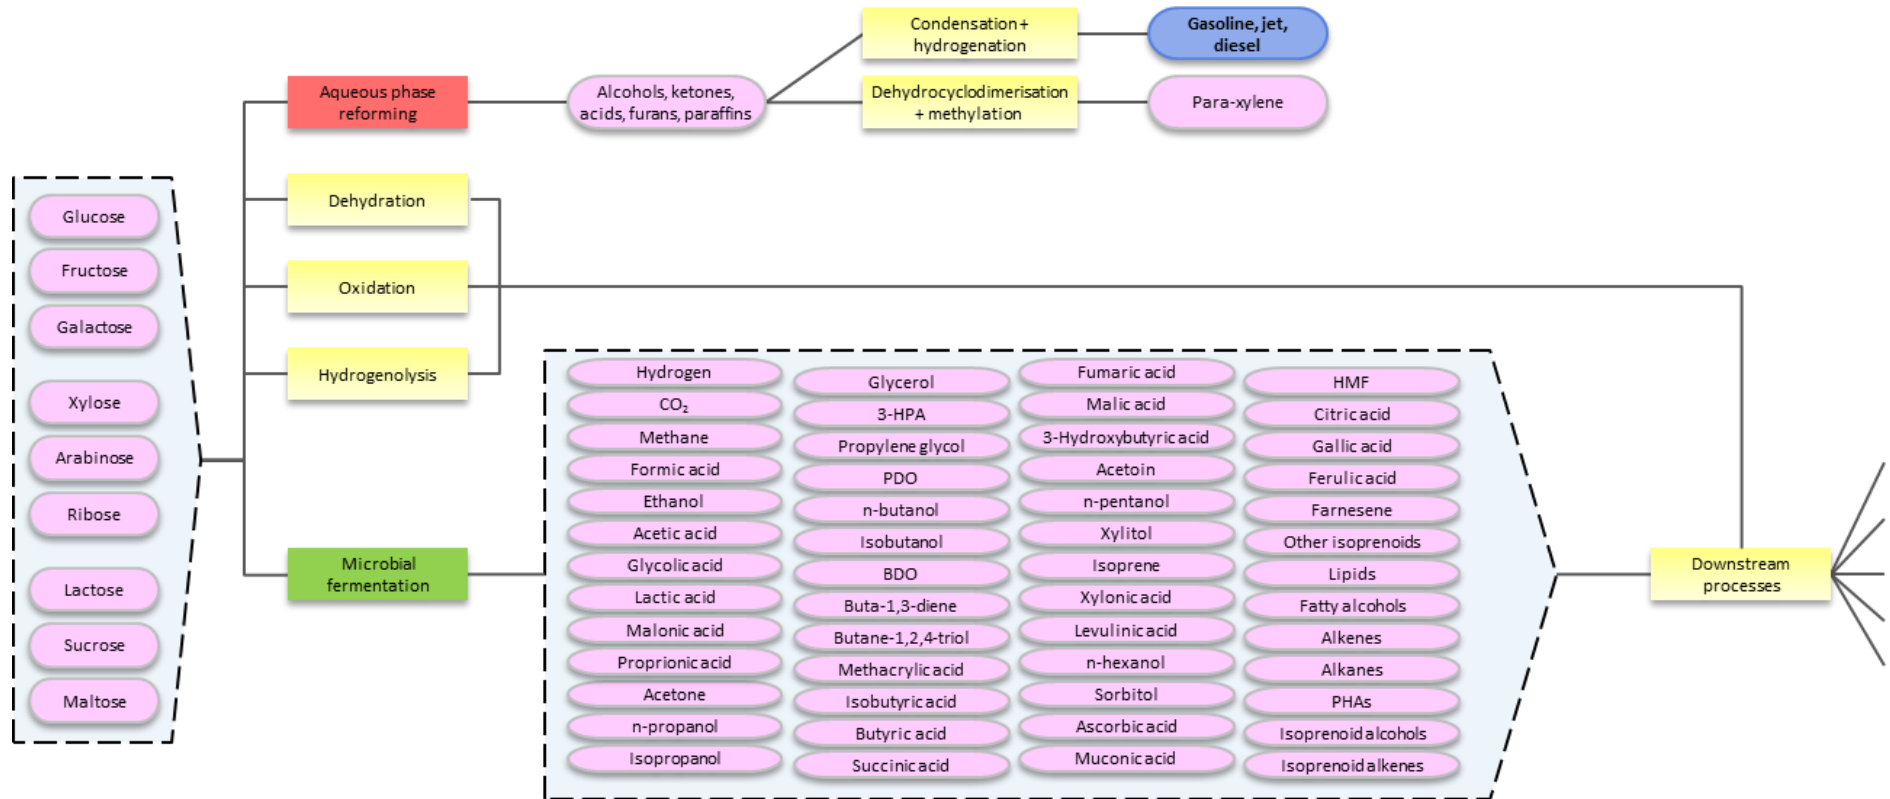 Glucose
Fructose
Galactose
Xylose
Arabinose
Ribose
Lactose
Sucrose
Maltose
Aqueous phase
reforming
Dehydration
Oxidation
Hydrogenolysis
Microbial
fermentation
Alcohols, ketones,
acids, furans, paraffins
Condensation+
hydrogenation
Dehydrocyclodimerisation
+ methylation
Gasoline, jet,
diesel
Para-xylene
Hydrogen
CO₂
Methane
Formic acid
Ethanol
Acetic acid
Glycolic acid
Lactic acid
Malonic acid
Proprionic acid
Acetone
n-propanol
Isopropanol
Glycerol
3-HPA
Propylene glycol
PDO
n-butanol
Isobutanol
BDO
Buta-1,3-diene
Butane-1,2,4-triol
Methacrylic acid
Isobutyric acid
Butyric acid
Succinic acid
Fumaric acid
Malic acid
3-Hydroxybutyric acid
Acetoin
n-pentanol
Xylitol
Isoprene
Xylonic acid
Levulinic acid
n-hexanol
Sorbitol
Ascorbic acid
Muconic acid
HMF
Citric acid
Gallic acid
Ferulic acid
Farnesene
Other isoprenoids
Lipids
Fatty alcohols
Alkenes
Alkanes
PHAs
Isoprenoid alcohols
Isoprenoid alkenes
Downstream
processes